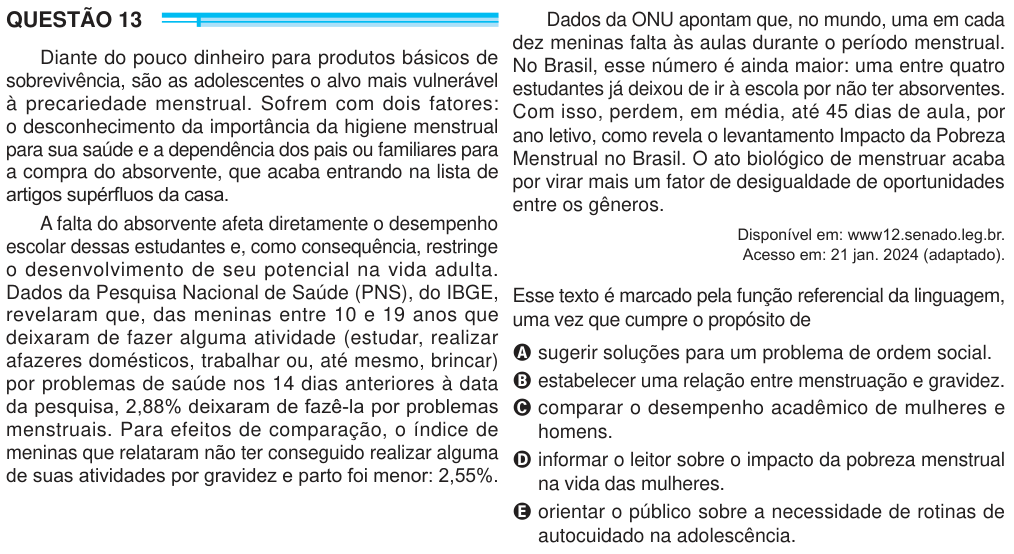 QUESTÃO 13
Diante do pouco dinheiro para produtos básicos de
sobrevivência, são as adolescentes o alvo mais vulnerável
à precariedade menstrual. Sofrem com dois fatores:
o desconhecimento da importância da higiene menstrual
para sua saúde e a dependência dos pais ou familiares para
a compra do absorvente, que acaba entrando na lista de
artigos supérfluos da casa.
A falta do absorvente afeta diretamente o desempenho
escolar dessas estudantes e, como consequência, restringe
o desenvolvimento de seu potencial na vida adulta.
Dados da Pesquisa Nacional de Saúde (PNS), do IBGE,
revelaram que, das meninas entre 10 e 19 anos que
deixaram de fazer alguma atividade (estudar, realizar
afazeres domésticos, trabalhar ou, até mesmo, brincar)
por problemas de saúde nos 14 dias anteriores à data
da pesquisa, 2,88% deixaram de fazê-la por problemas
menstruais. Para efeitos de comparação, o índice de
meninas que relataram não ter conseguido realizar alguma
de suas atividades por gravidez e parto foi menor: 2,55%.
Dados da ONU apontam que, no mundo, uma em cada
dez meninas falta às aulas durante o período menstrual.
No Brasil, esse número é ainda maior: uma entre quatro
estudantes já deixou de ir à escola por não ter absorventes.
Com isso, perdem, em média, até 45 dias de aula, por
ano letivo, como revela o levantamento Impacto da Pobreza
Menstrual no Brasil. O ato biológico de menstruar acaba
por virar mais um fator de desigualdade de oportunidades
entre os gêneros.
Disponível em: www12.senado.leg.br.
Acesso em: 21 jan. 2024 (adaptado).
Esse texto é marcado pela função referencial da linguagem,
uma vez que cumpre o propósito de
A sugerir soluções para um problema de ordem social.
B estabelecer uma relação entre menstruação e gravidez.
C comparar o desempenho acadêmico de mulheres e
homens.
D informar o leitor sobre o impacto da pobreza menstrual
na vida das mulheres.
E orientar o público sobre a necessidade de rotinas de
autocuidado na adolescência.